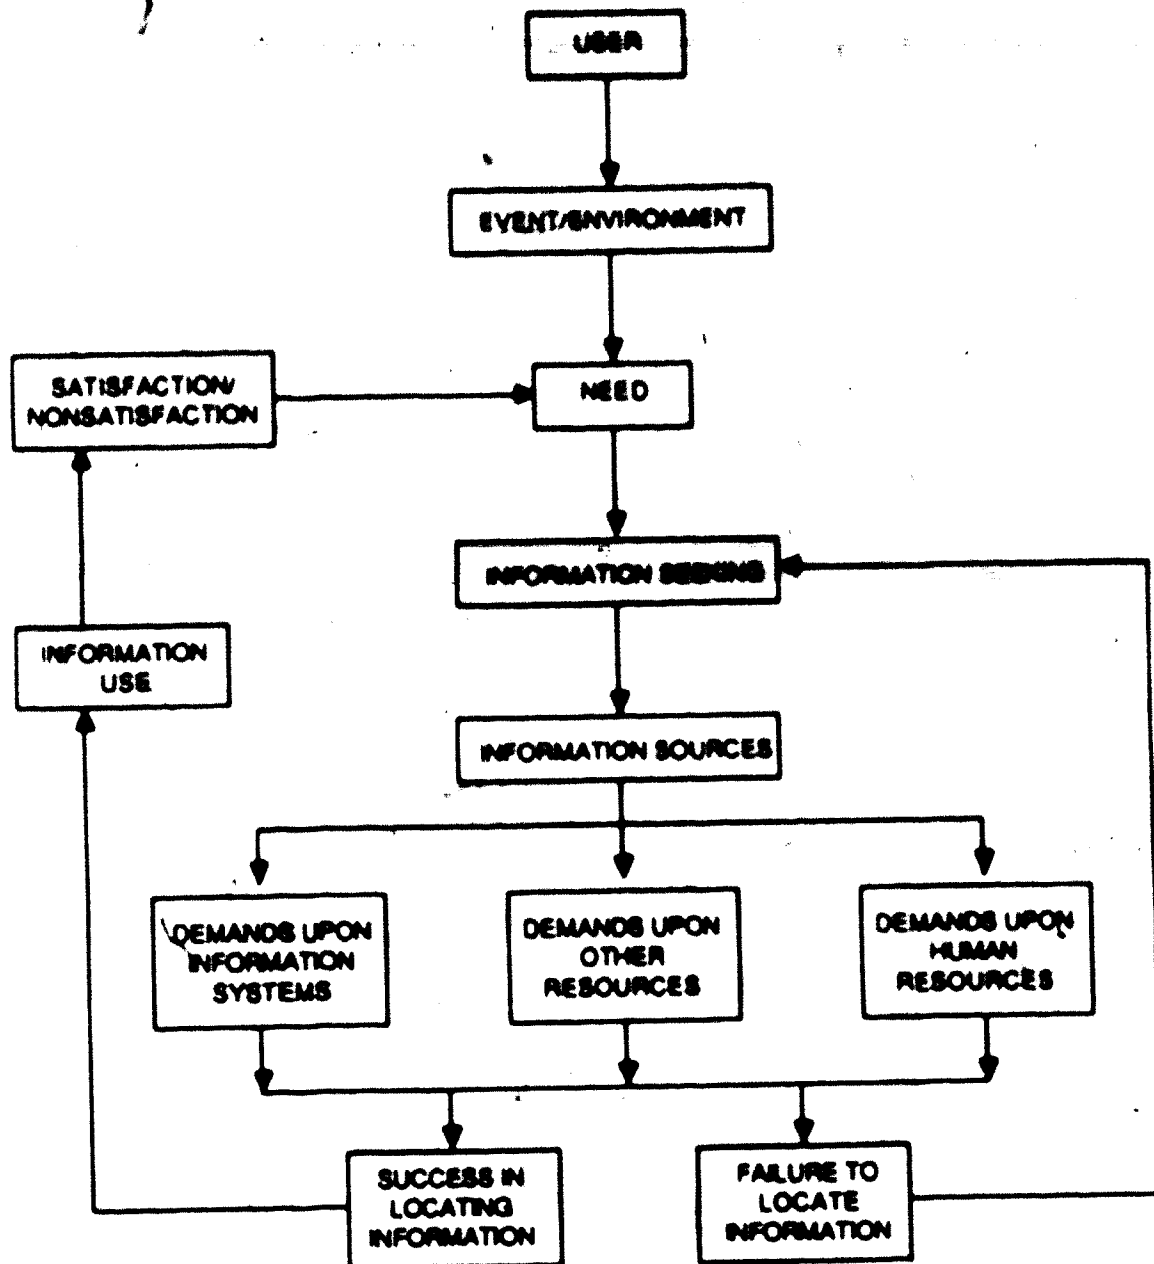 USER
EVENT/ENVIRONMENT
SATISFACTION/
NONSATISFACTION
NEED
INFORMATION SEEKING
INFORMATION
USE
INFORMATION SOURCES
DEMANDS UPON
INFORMATION
SYSTEMS
DEMANDS UPON
OTHER
RESOURCES
DEMANDS UPON
HUMAN
RESOURCES
SUCCESS IN
LOCATING
INFORMATION
FAILURE TO
LOCATE
INFORMATION